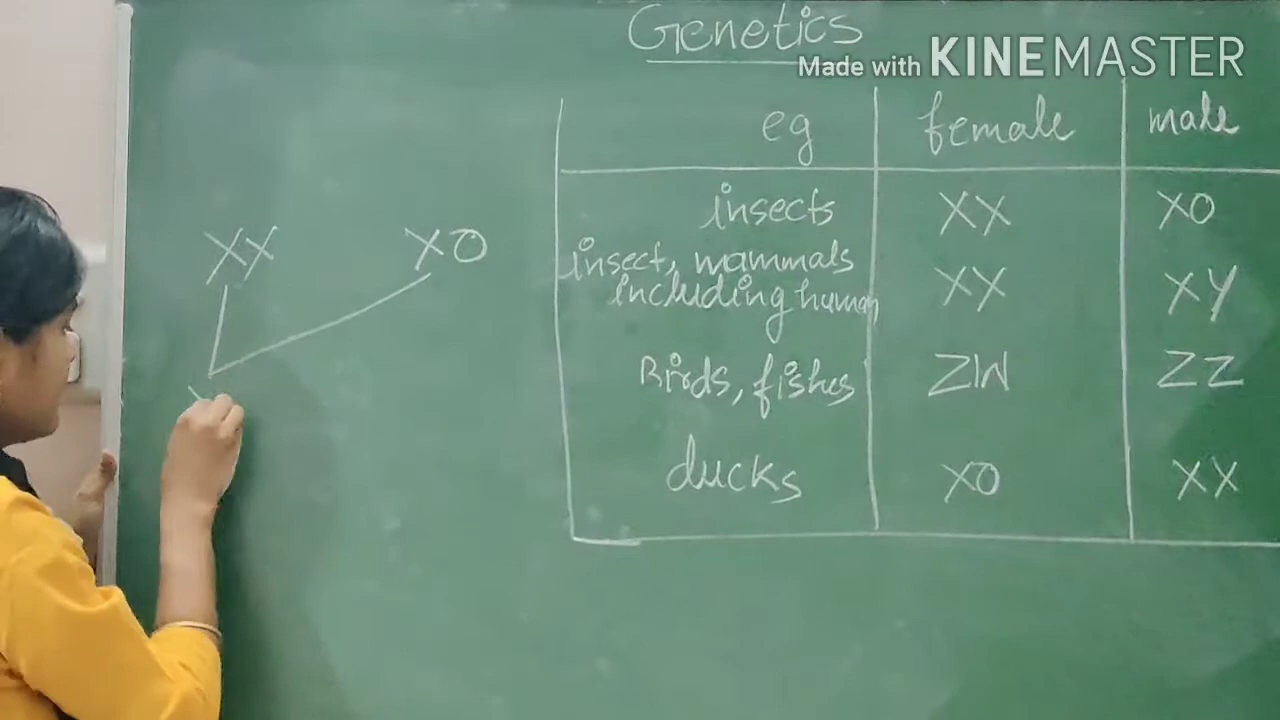 Genetics
Made with KINEMASTER
eg female male
XX XO
insects XX XO
insect, mammals
including human XX XY
Birds, fishes ZW ZZ
ducks XO XX